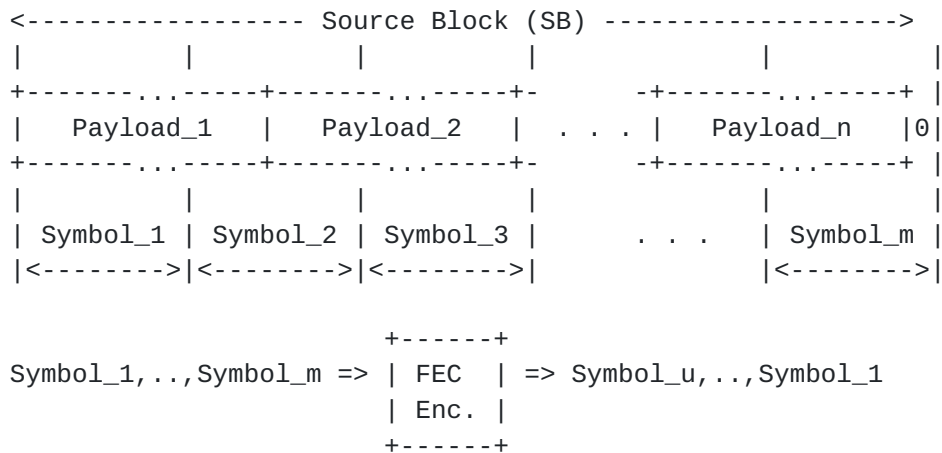 <------------------ Source Block (SB) ------------------>
|         |         |         |             |         |
+-------...-----+-------...-----+-      -+-------...-----+ |
|   Payload_1   |   Payload_2   |  . . . |   Payload_n   |0|
+-------...-----+-------...-----+-      -+-------...-----+ |
|         |         |         |             |         |
| Symbol_1 | Symbol_2 | Symbol_3 |      . . .   | Symbol_m |
|<-------->|<-------->|<-------->|              |<-------->|
+------+
Symbol_1,..,Symbol_m => | FEC  | => Symbol_u,..,Symbol_1
| Enc. |
+------+